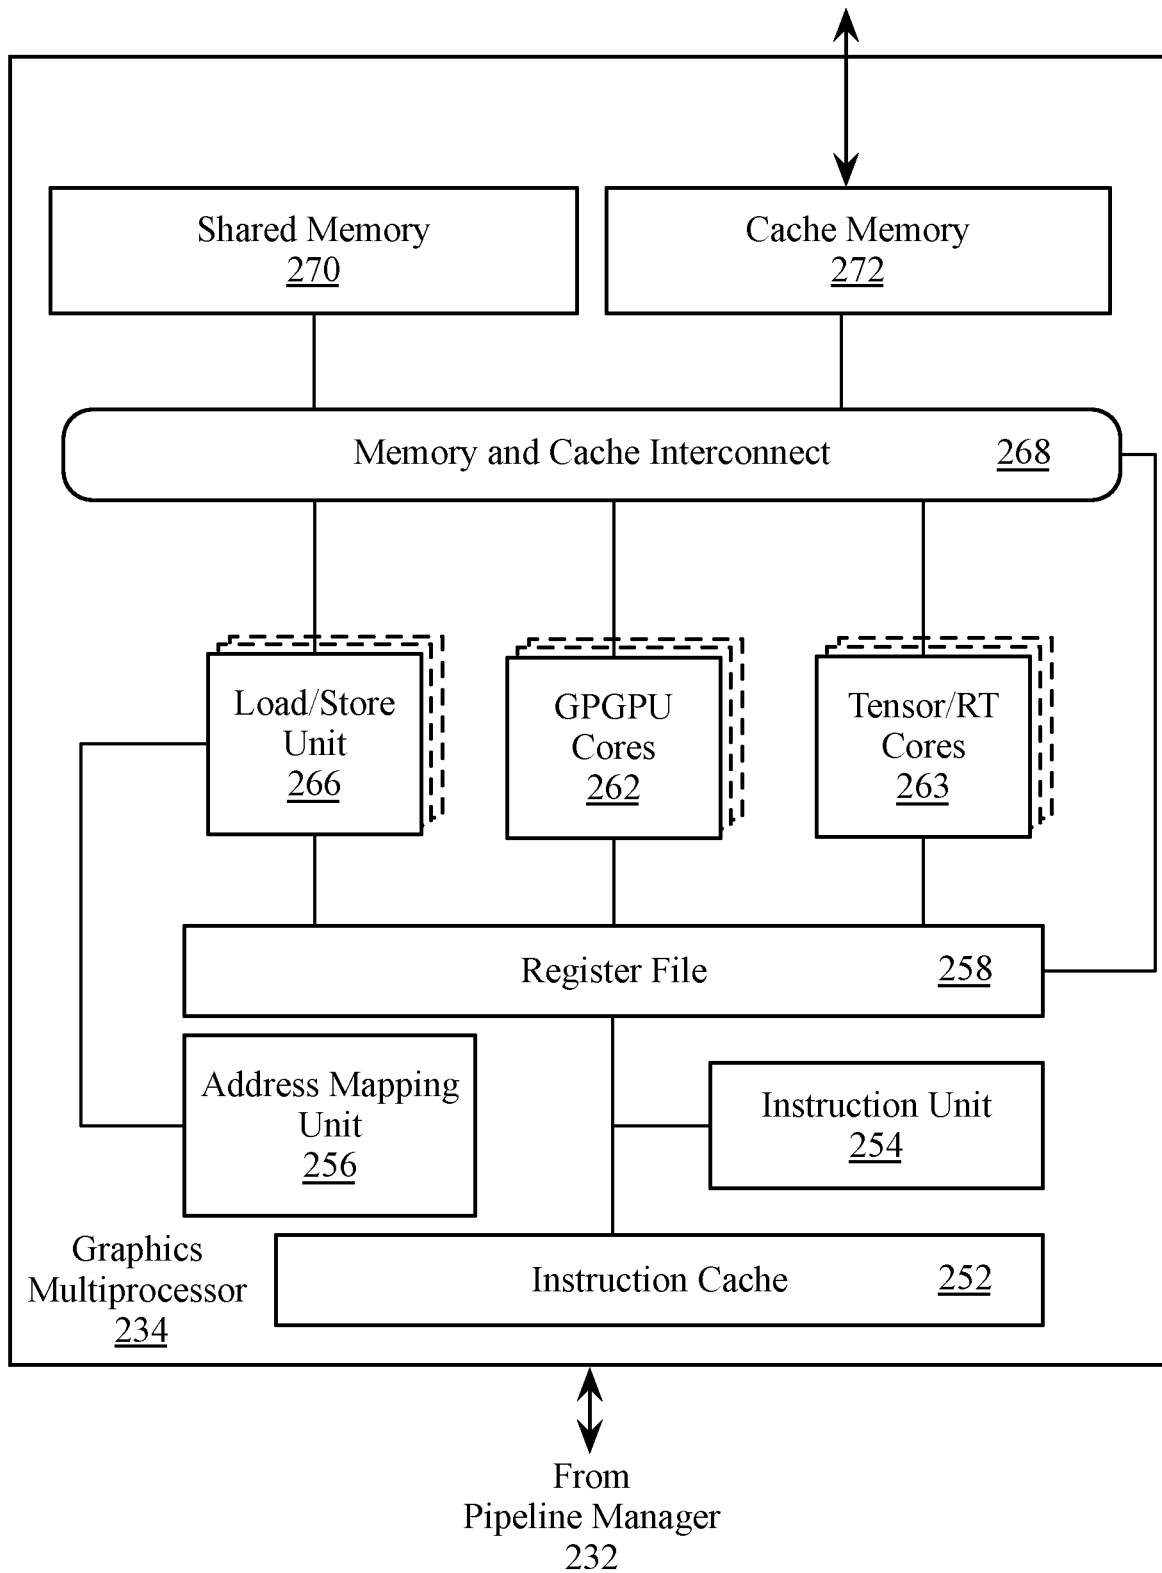 Shared Memory
270
Cache Memory
272
Memory and Cache Interconnect 268
Load/Store
Unit
266
GPGPU
Cores
262
Tensor/RT
Cores
263
Register File 258
Address Mapping
Unit
256
Instruction Unit
254
Graphics
Multiprocessor
234
Instruction Cache 252
From
Pipeline Manager
232